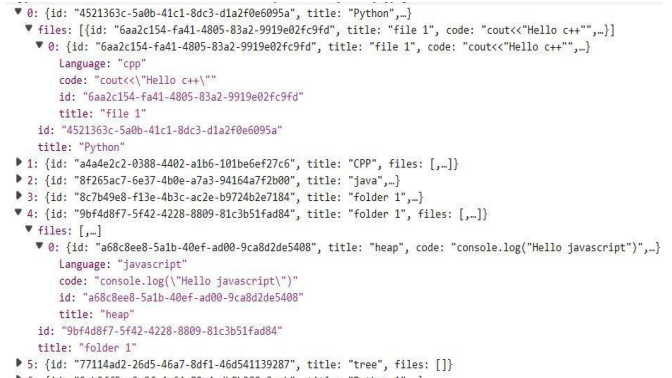 0: {id: "4521363c-5a0b-41c1-8dc3-d1a2f0e6095a", title: "Python",…}
files: [{id: "6aa2c154-fa41-4805-83a2-9919e02fc9fd", title: "file 1", code: "cout<<"Hello c++"",…}]
0: {id: "6aa2c154-fa41-4805-83a2-9919e02fc9fd", title: "file 1", code: "cout<<"Hello c++"",…}
Language: "cpp"
code: "cout<<\"Hello c++\""
id: "6aa2c154-fa41-4805-83a2-9919e02fc9fd"
title: "file 1"
id: "4521363c-5a0b-41c1-8dc3-d1a2f0e6095a"
title: "Python"
1: {id: "a4a4e2c2-0388-4402-a1b6-101be6ef27c6", title: "CPP", files: [,…]}
2: {id: "8f265ac7-6e37-4b0e-a7a3-94164a7f2b00", title: "java",…}
3: {id: "8c7b49e8-f13e-4b3c-ac2e-b9724b2e7184", title: "folder 1",…}
4: {id: "9bf4d8f7-5f42-4228-8809-81c3b51fad84", title: "folder 1", files: [,…]}
files: [,…]
0: {id: "a68c8ee8-5a1b-40ef-ad00-9ca8d2de5408", title: "heap", code: "console.log("Hello javascript")",…}
Language: "javascript"
code: "console.log(\"Hello javascript\")"
id: "a68c8ee8-5a1b-40ef-ad00-9ca8d2de5408"
title: "heap"
id: "9bf4d8f7-5f42-4228-8809-81c3b51fad84"
title: "folder 1"
5: {id: "77114ad2-26d5-46a7-8df1-46d541139287", title: "tree", files: []}